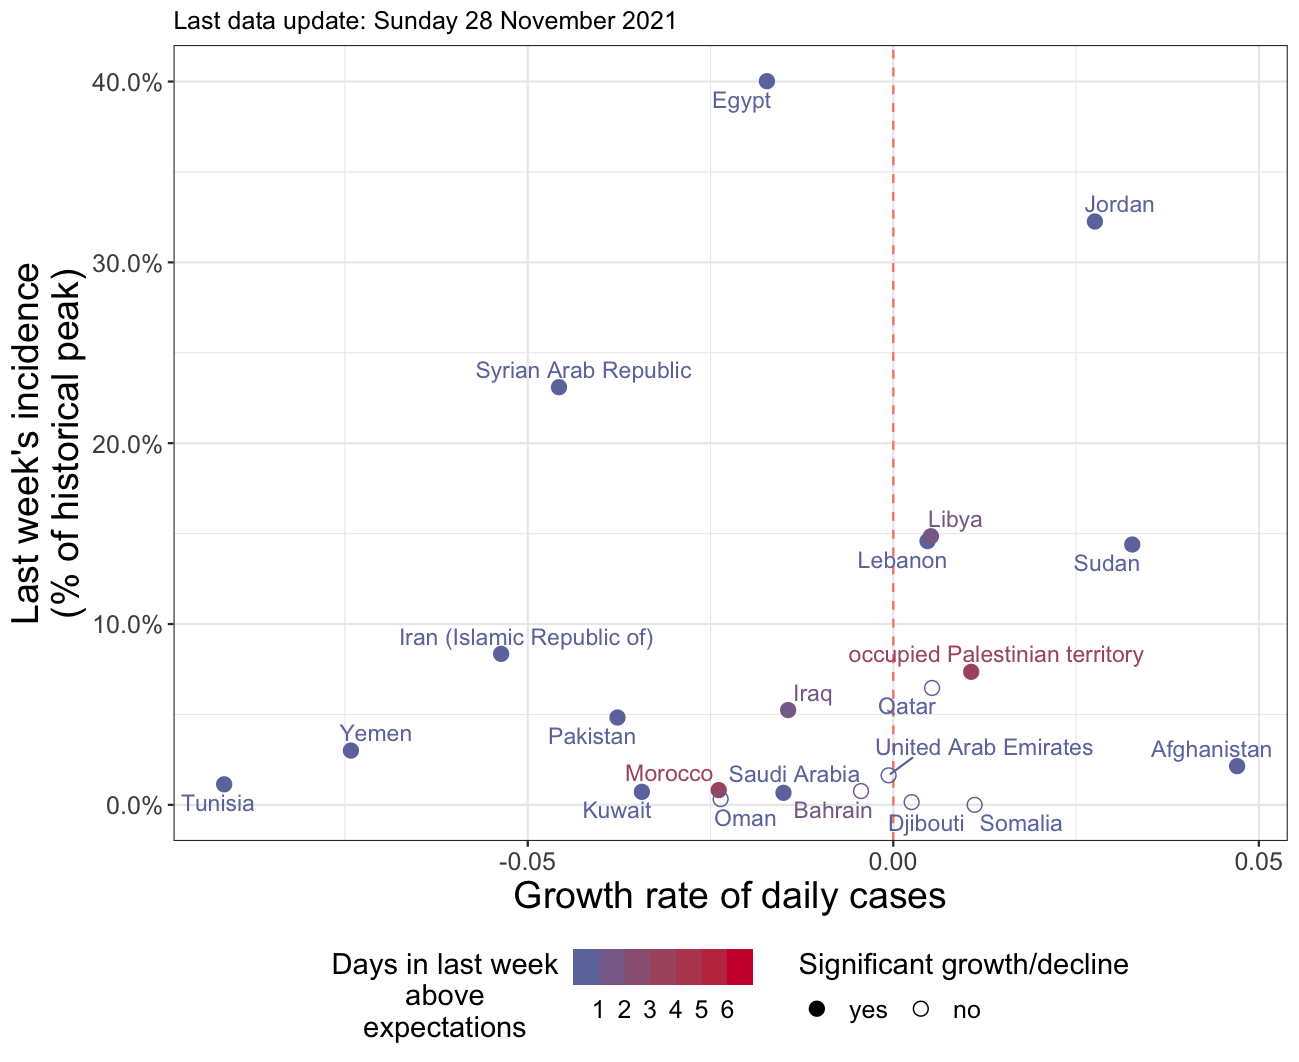 Last data update: Sunday 28 November 2021
Last week's incidence
(% of historical peak)
40.0%
30.0%
20.0%
10.0%
0.0%
Egypt
Jordan
Syrian Arab Republic
Libya
Lebanon
Sudan
Iran (Islamic Republic of)
occupied Palestinian territory
Iraq
Qatar
Yemen
Pakistan
United Arab Emirates
Afghanistan
Morocco
Saudi Arabia
Tunisia
Kuwait
Oman
Bahrain
Djibouti
Somalia
-0.05
0.00
0.05
Growth rate of daily cases
Days in last week
above
expectations
1 2 3 4 5 6
Significant growth/decline
yes
no